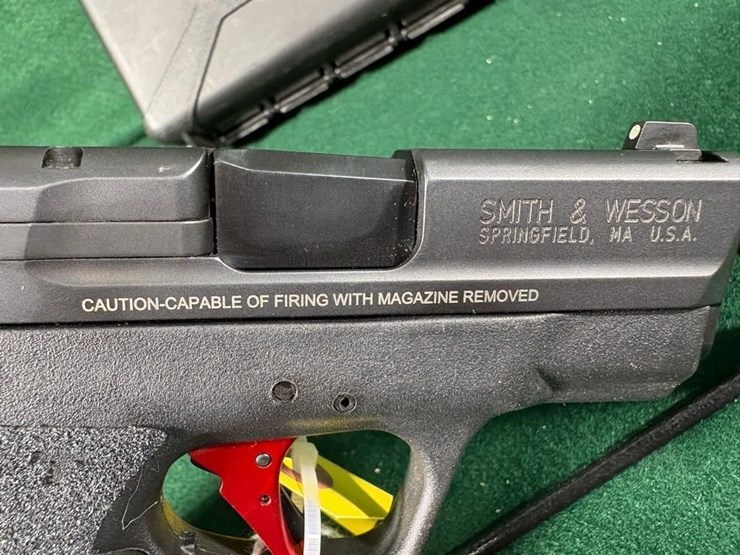 SMITH & WESSON
SPRINGFIELD, MA U.S.A.
CAUTION-CAPABLE OF FIRING WITH MAGAZINE REMOVED